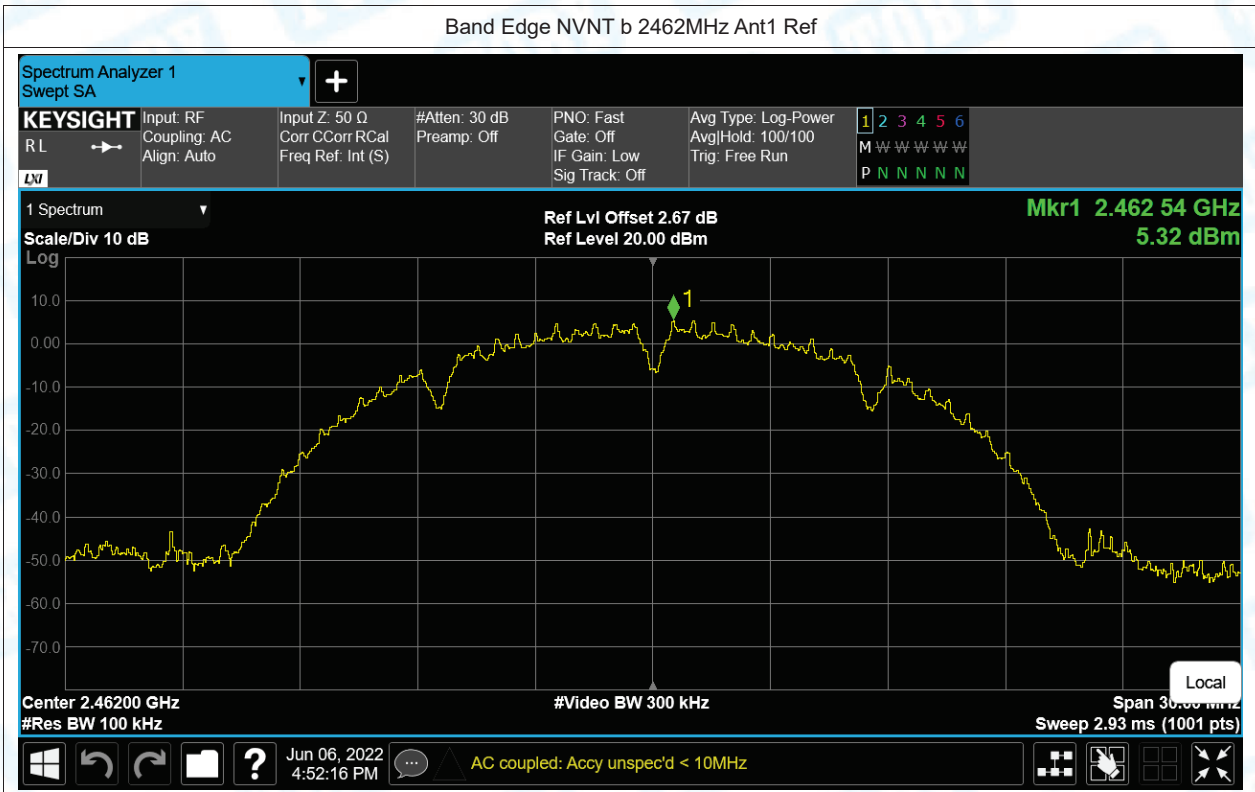 Band Edge NVNT b 2462MHz Ant1 Ref
Spectrum Analyzer 1
Swept SA
KEYSIGHT
R L
LXI
Input: RF
Coupling: AC
Align: Auto
Input Z: 50 Ω
Corr CCorr RCal
Freq Ref: Int (S)
#Atten: 30 dB
Preamp: Off
PNO: Fast
Gate: Off
IF Gain: Low
Sig Track: Off
Avg Type: Log-Power
Avg|Hold: 100/100
Trig: Free Run
1 2 3 4 5 6
M W W W W W
P N N N N N
1 Spectrum
Scale/Div 10 dB
Ref Lvl Offset 2.67 dB
Ref Level 20.00 dBm
Mkr1 2.462 54 GHz
5.32 dBm
Log
10.0
0.00
-10.0
-20.0
-30.0
-40.0
-50.0
-60.0
-70.0
1
Local
Center 2.46200 GHz
#Video BW 300 kHz
Span 30.00 MHz
#Res BW 100 kHz
Sweep 2.93 ms (1001 pts)
?
Jun 06, 2022
4:52:16 PM
AC coupled: Accy unspec'd < 10MHz